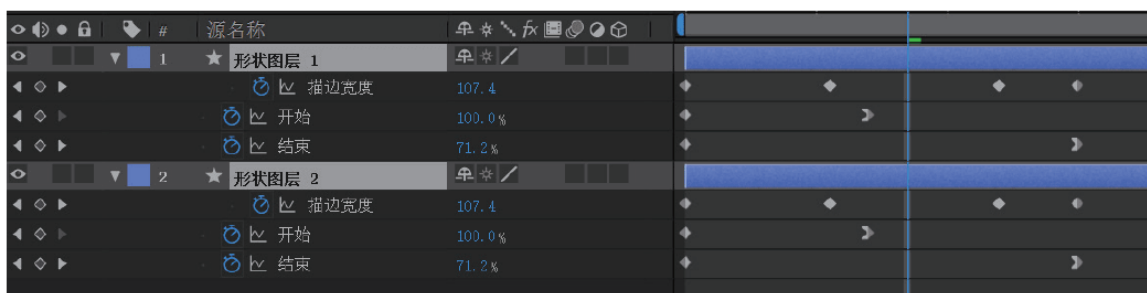 # 源名称 fx
1 形状图层 1
描边宽度 107.4
开始 100.0%
结束 71.2%
2 形状图层 2
描边宽度 107.4
开始 100.0%
结束 71.2%